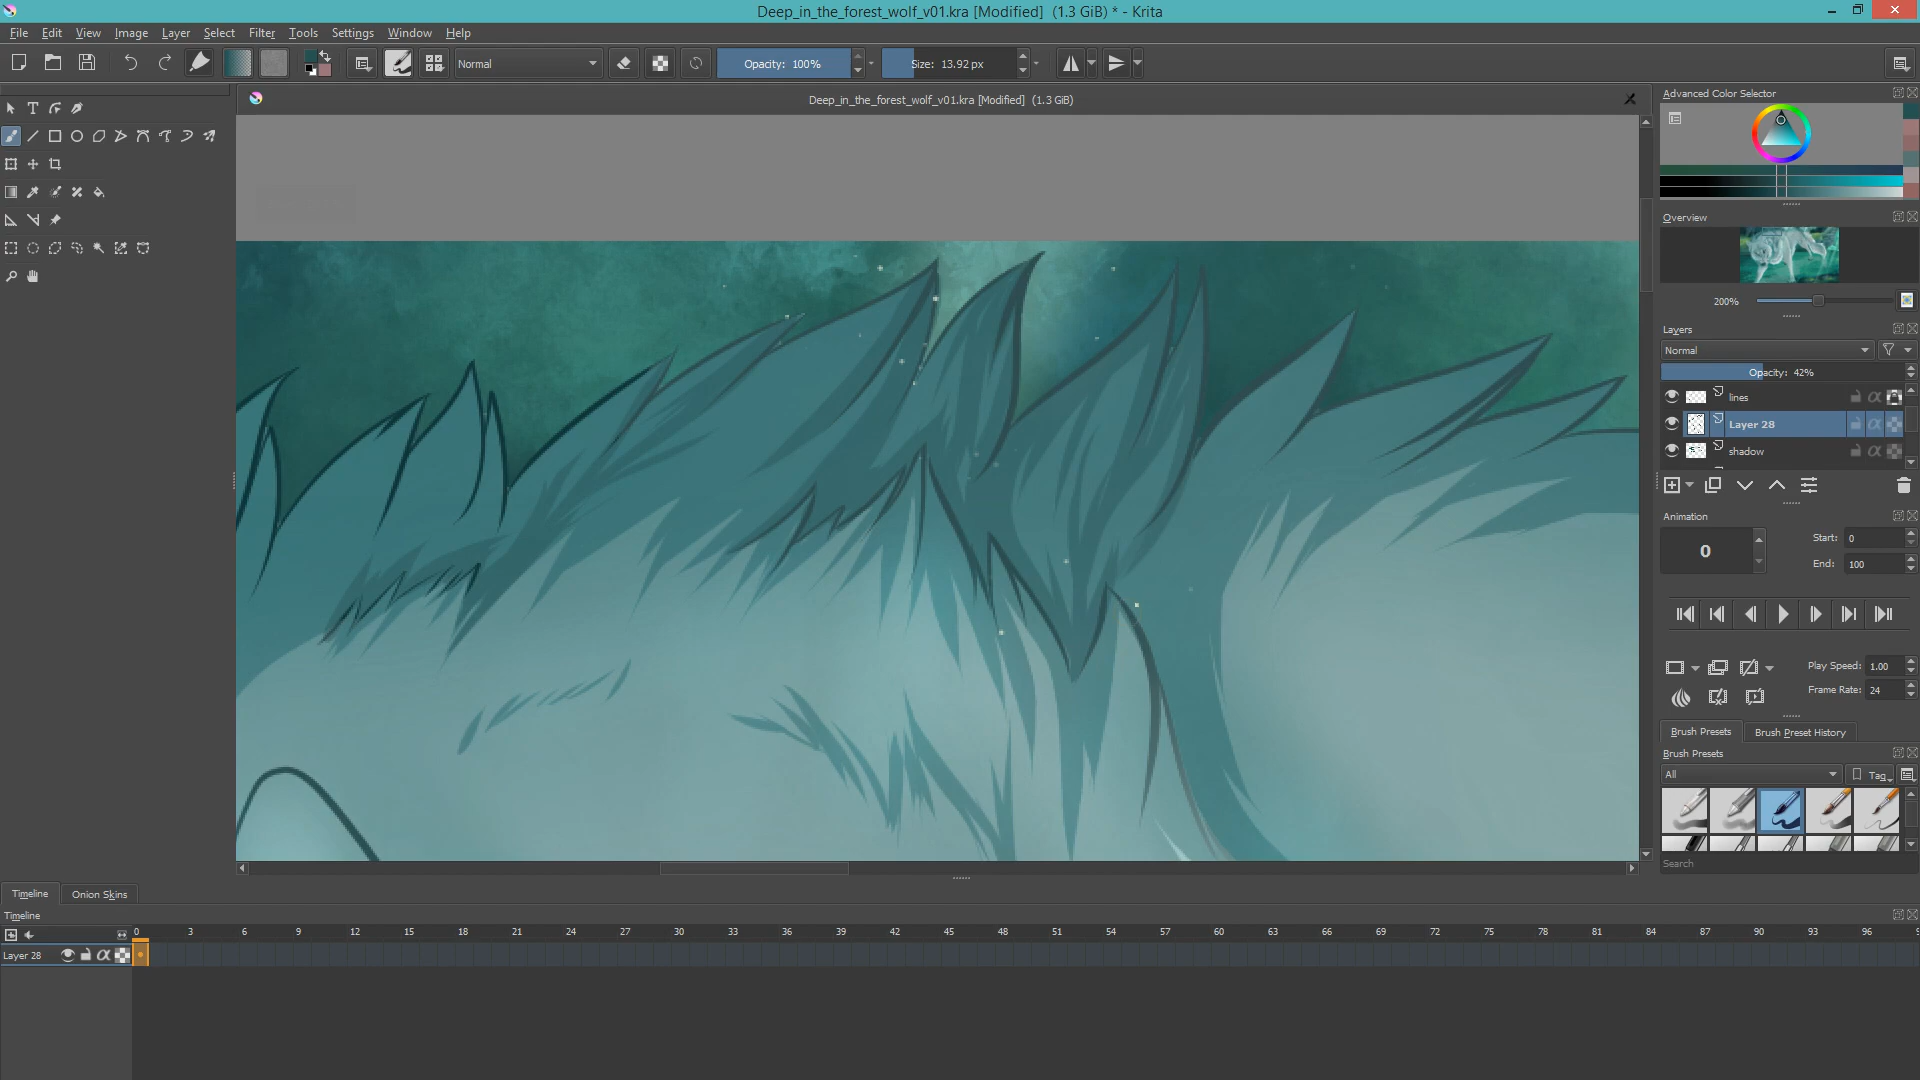 Deep_in_the_forest_wolf_v01.kra [Modified]  (1.3 GiB) * - Krita
File Edit View Image Layer Select Filter Tools Settings Window Help
Normal Opacity: 100% Size: 13.92 px
Deep_in_the_forest_wolf_v01.kra [Modified]  (1.3 GiB)
Advanced Color Selector
Overview
200%
Layers
Normal
Opacity: 42%
lines
Layer 28
shadow
Animation
0
Start: 0
End: 100
Play Speed: 1.00
Frame Rate: 24
Brush Presets Brush Preset History
Brush Presets
All Tag
Search
Timeline Onion Skins
Timeline
0 3 6 9 12 15 18 21 24 27 30 33 36 39 42 45 48 51 54 57 60 63 66 69 72 75 78 81 84 87 90 93 96
Layer 28